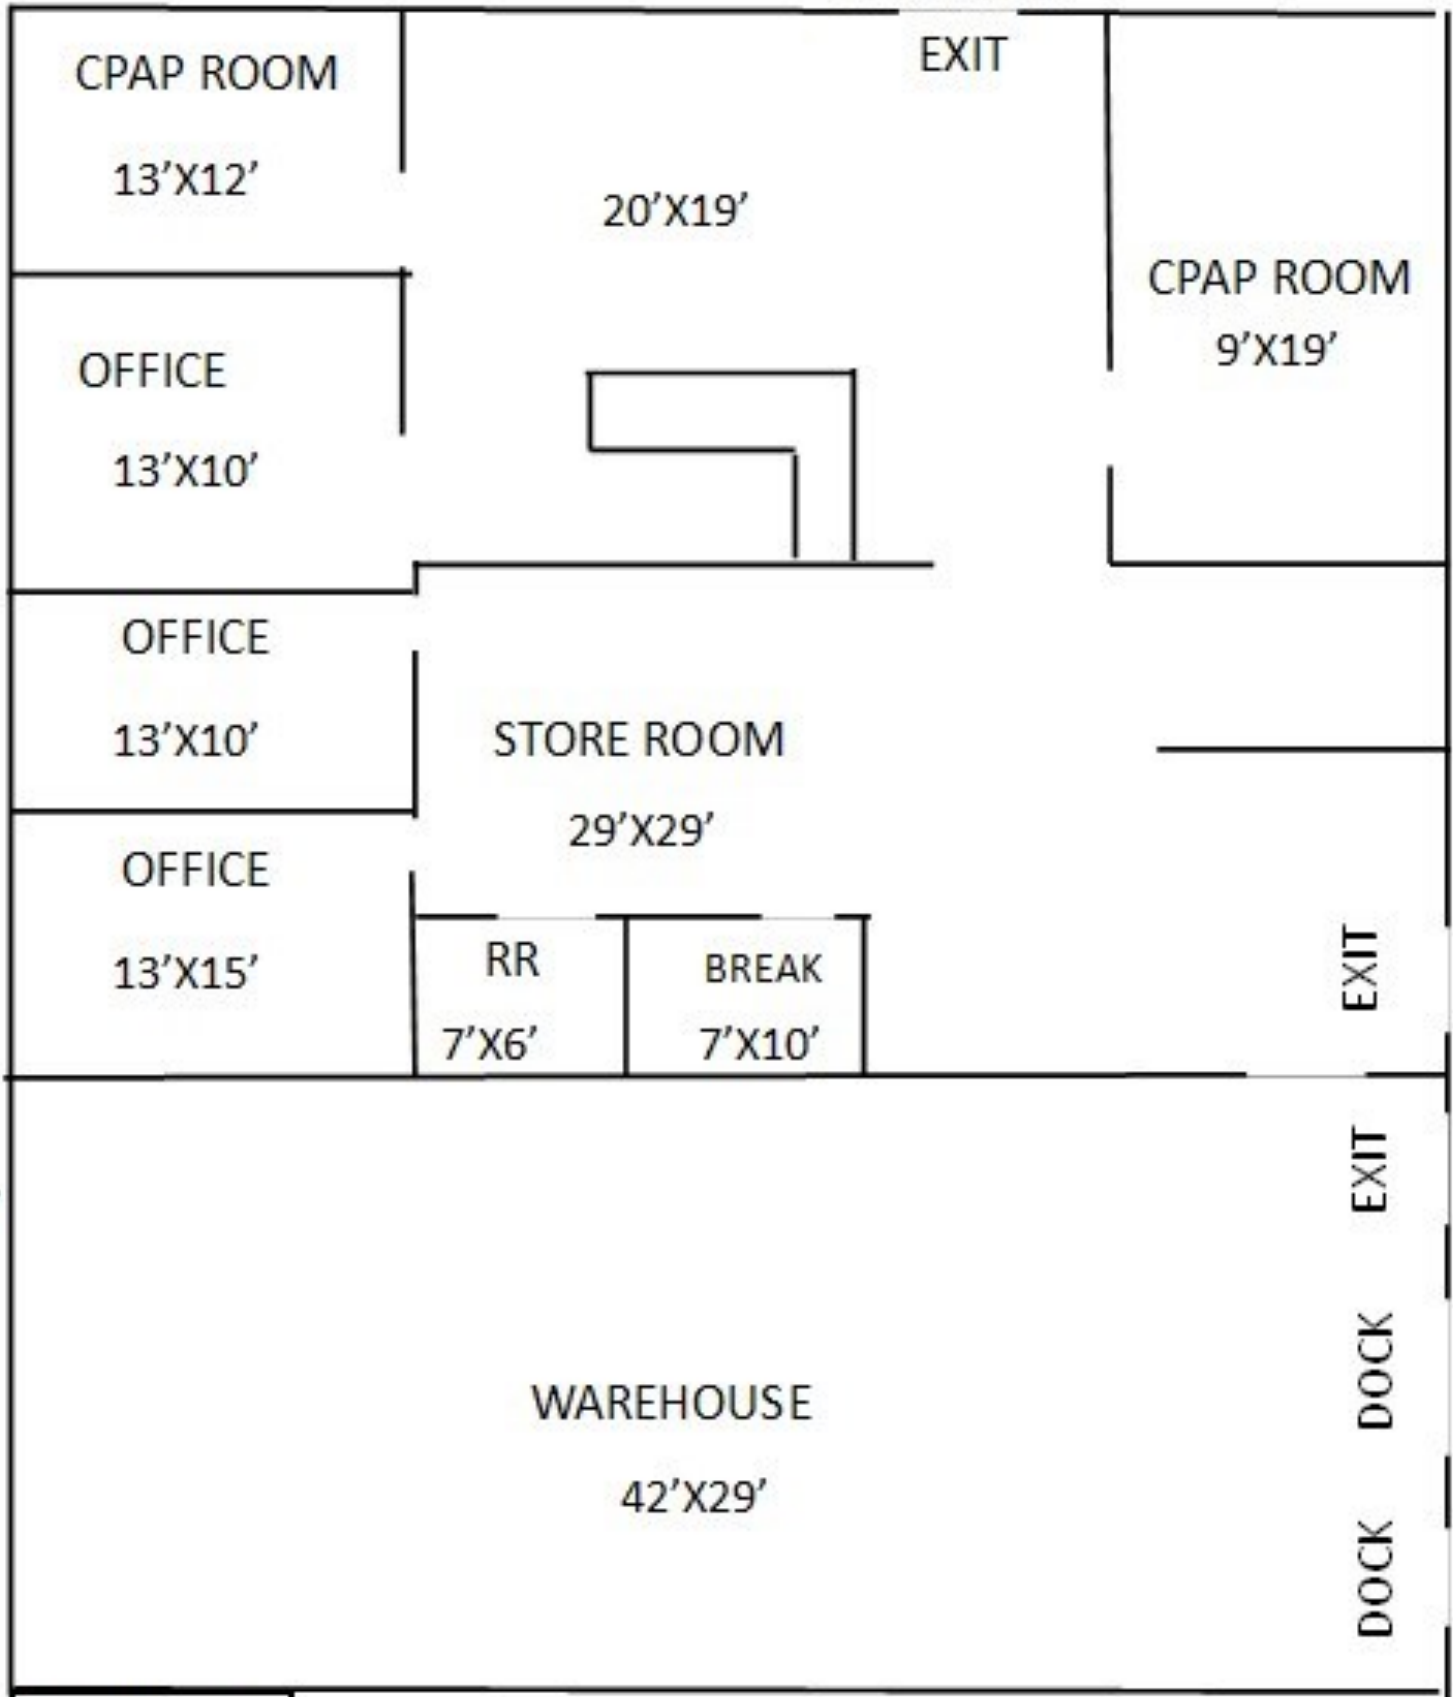 CPAP ROOM
13’X12’
EXIT
20’X19’
CPAP ROOM
9’X19’
OFFICE
13’X10’
OFFICE
13’X10’
STORE ROOM
29’X29’
OFFICE
13’X15’
RR
7’X6’
BREAK
7’X10’
EXIT
EXIT
WAREHOUSE
42’X29’
DOCK
DOCK